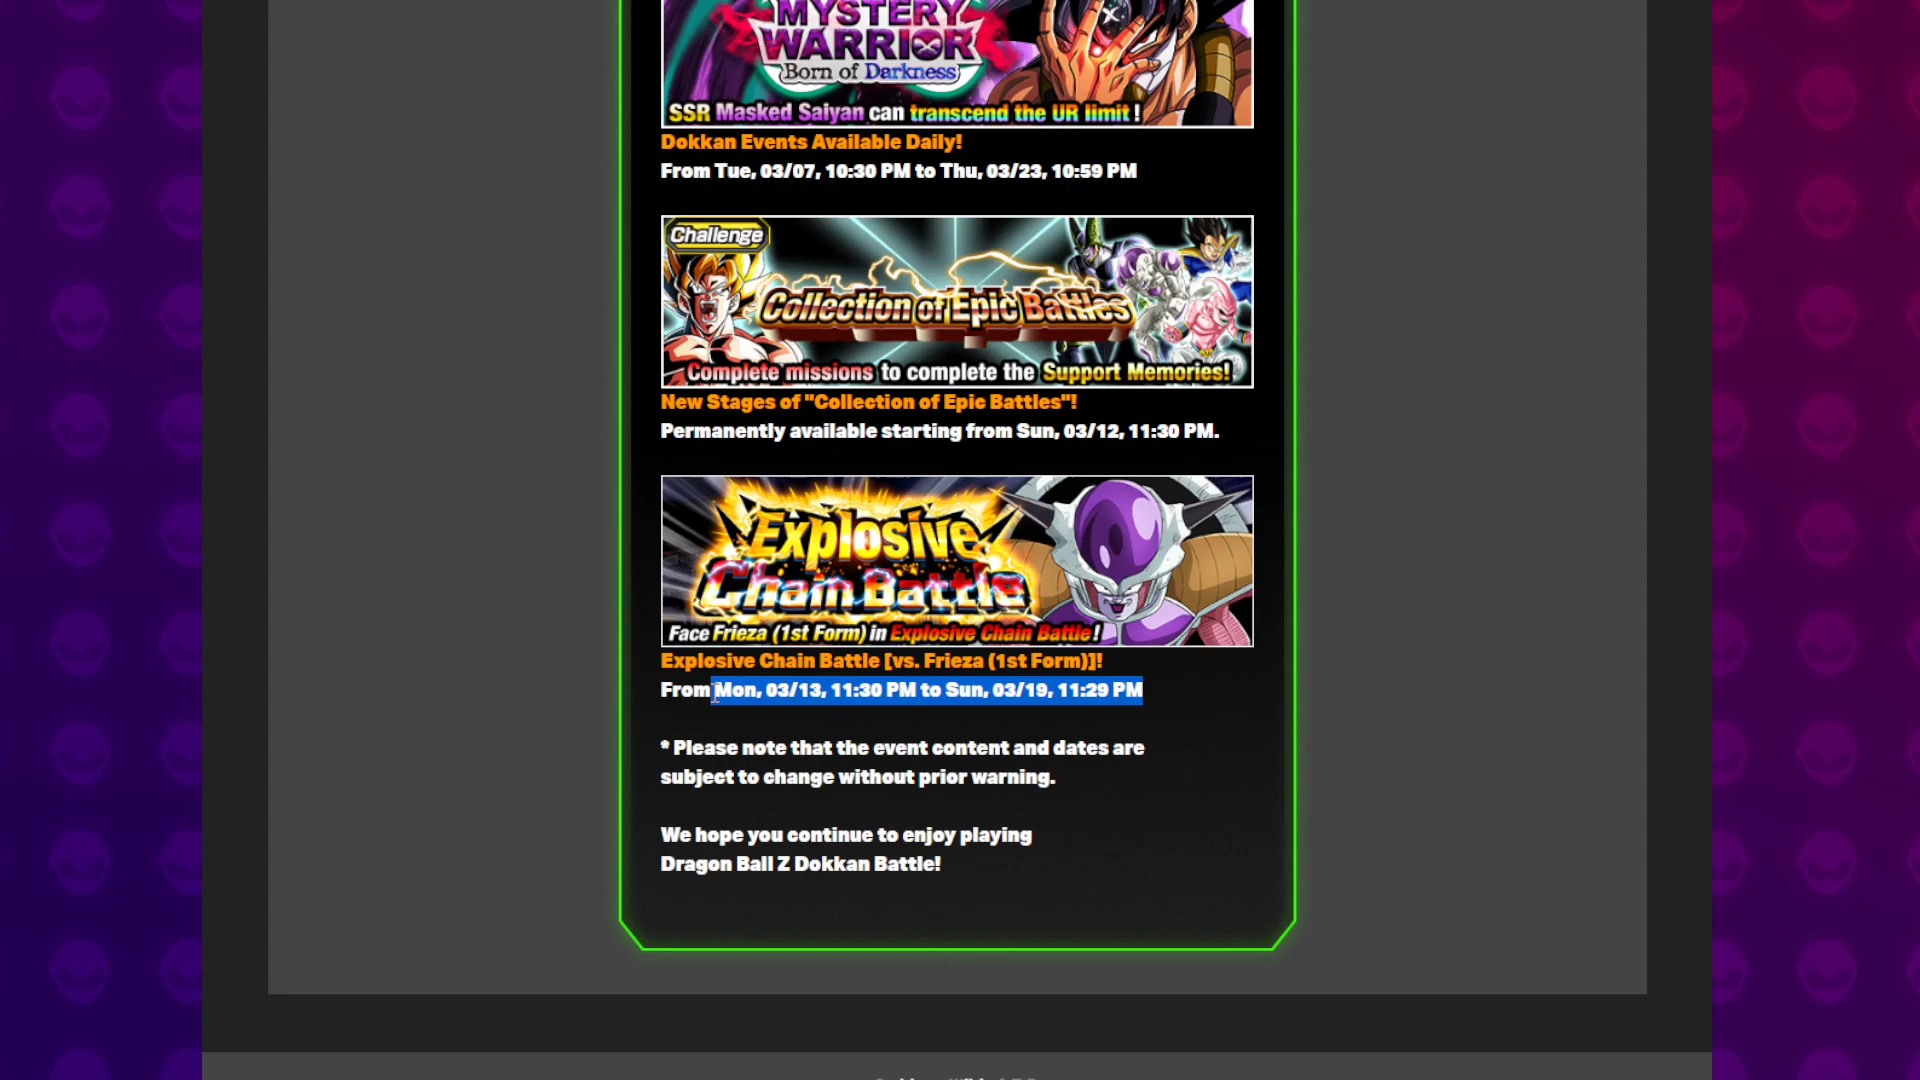 MYSTERY
WARRIOR
Born of Darkness
SSR Masked Saiyan can transcend the UR limit!
Dokkan Events Available Daily!
From Tue, 03/07, 10:30 PM to Thu, 03/23, 10:59 PM
Challenge
Collection of Epic Battles
Complete missions to complete the Support Memories!
New Stages of "Collection of Epic Battles"!
Permanently available starting from Sun, 03/12, 11:30 PM.
Explosive
Chain Battle
Face Frieza (1st Form) in Explosive Chain Battle!
Explosive Chain Battle [vs. Frieza (1st Form)]!
From Mon, 03/13, 11:30 PM to Sun, 03/19, 11:29 PM
* Please note that the event content and dates are
subject to change without prior warning.
We hope you continue to enjoy playing
Dragon Ball Z Dokkan Battle!